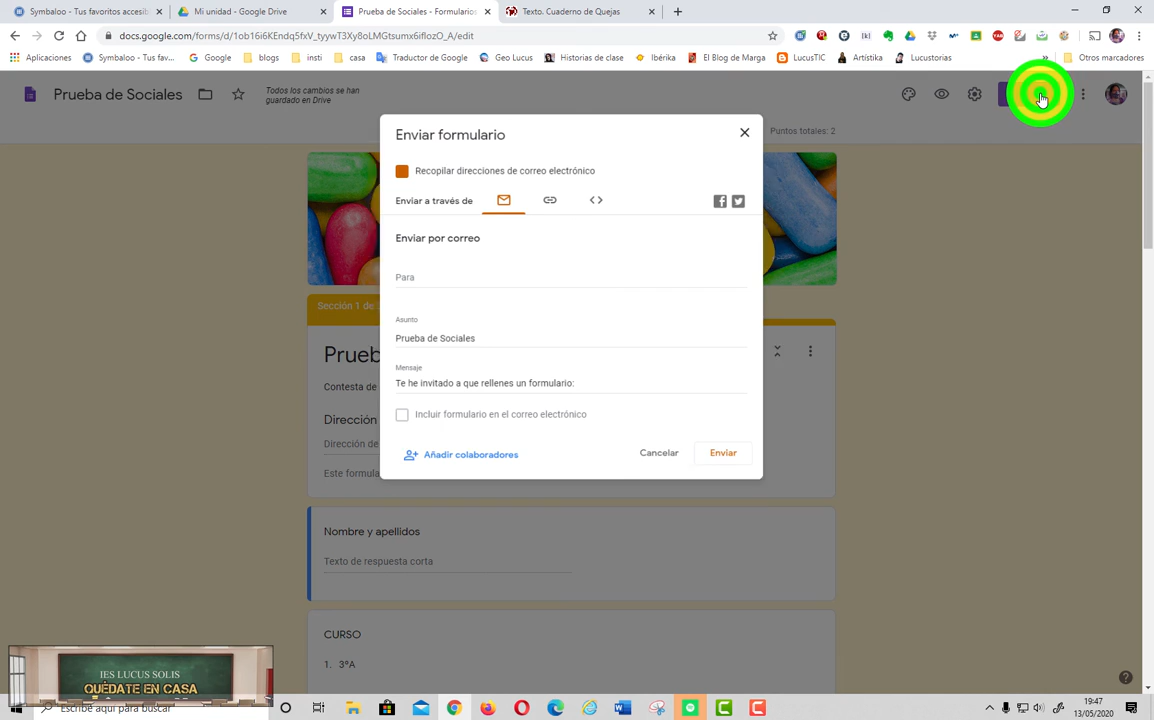 Symbaloo - Tus favoritos accesib
Mi unidad - Google Drive
Prueba de Sociales - Formularios
Texto. Cuaderno de Quejas
docs.google.com/forms/d/1ob16i6KEndq5fxV_tyywT3Xy8oLMGtsumx6iflozO_A/edit
Aplicaciones
Symbaloo - Tus fav...
Google
blogs
insti
casa
Traductor de Google
Geo Lucus
Historias de clase
Ibérika
El Blog de Marga
LucusTIC
Artístika
Lucustorias
»
Otros marcadores
Prueba de Sociales
Todos los cambios se han
guardado en Drive
Puntos totales: 2
Enviar formulario
Recopilar direcciones de correo electrónico
Enviar a través de
Enviar por correo
Para
Asunto
Prueba de Sociales
Mensaje
Te he invitado a que rellenes un formulario:
Incluir formulario en el correo electrónico
Añadir colaboradores
Cancelar
Enviar
Sección 1 de
Prueb
Contesta de
Dirección
Dirección de
Este formula
Nombre y apellidos
Texto de respuesta corta
CURSO
1. 3ºA
IES LUCUS SOLIS
QUÉDATE EN CASA
Escribe aquí para buscar
19:47
13/05/2020